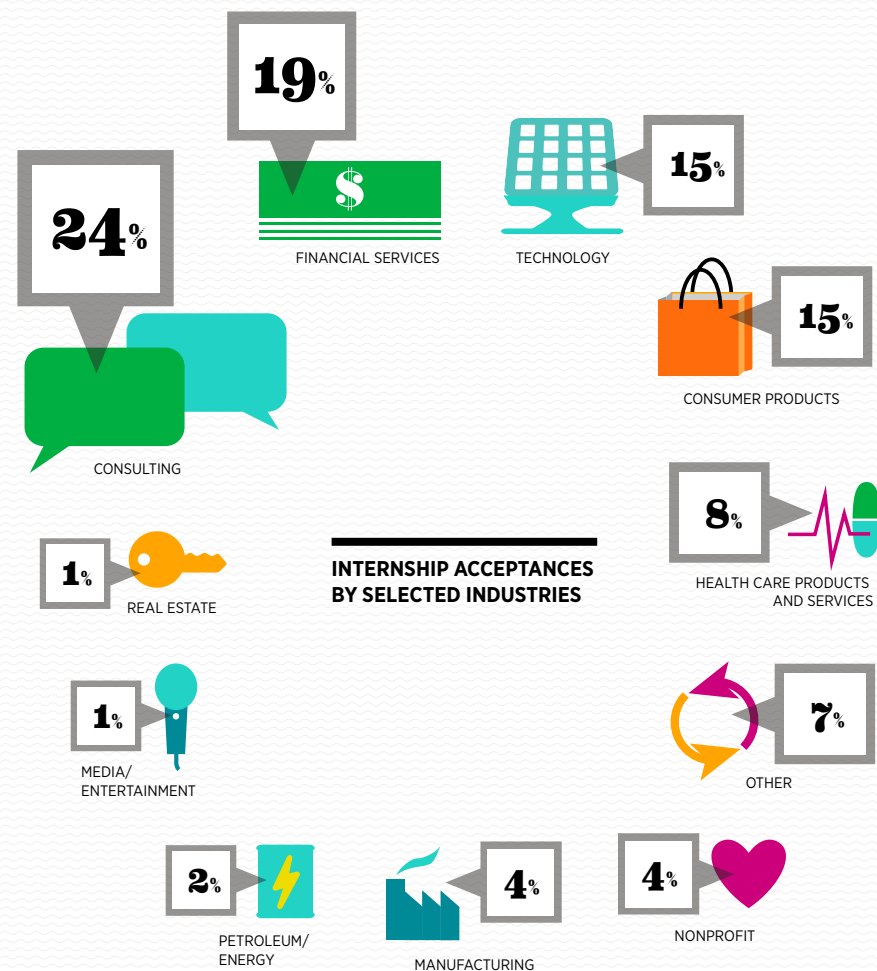 19%
$
FINANCIAL SERVICES
15%
TECHNOLOGY
24%
CONSULTING
15%
CONSUMER PRODUCTS
8%
HEALTH CARE PRODUCTS
AND SERVICES
INTERNSHIP ACCEPTANCES
BY SELECTED INDUSTRIES
1%
REAL ESTATE
1%
MEDIA/
ENTERTAINMENT
7%
OTHER
2%
PETROLEUM/
ENERGY
4%
MANUFACTURING
4%
NONPROFIT